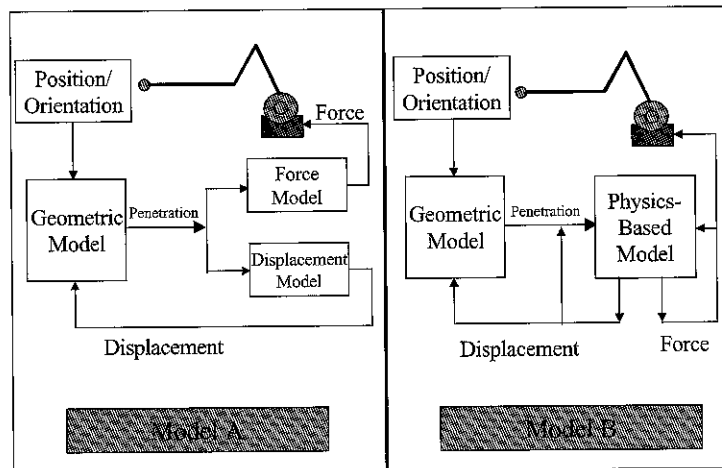 Position/
Orientation
Force
Force
Model
Geometric
Model
Penetration
Displacement
Model
Displacement
Model A
Position/
Orientation
Geometric
Model
Penetration
Physics-
Based
Model
Displacement
Force
Model B